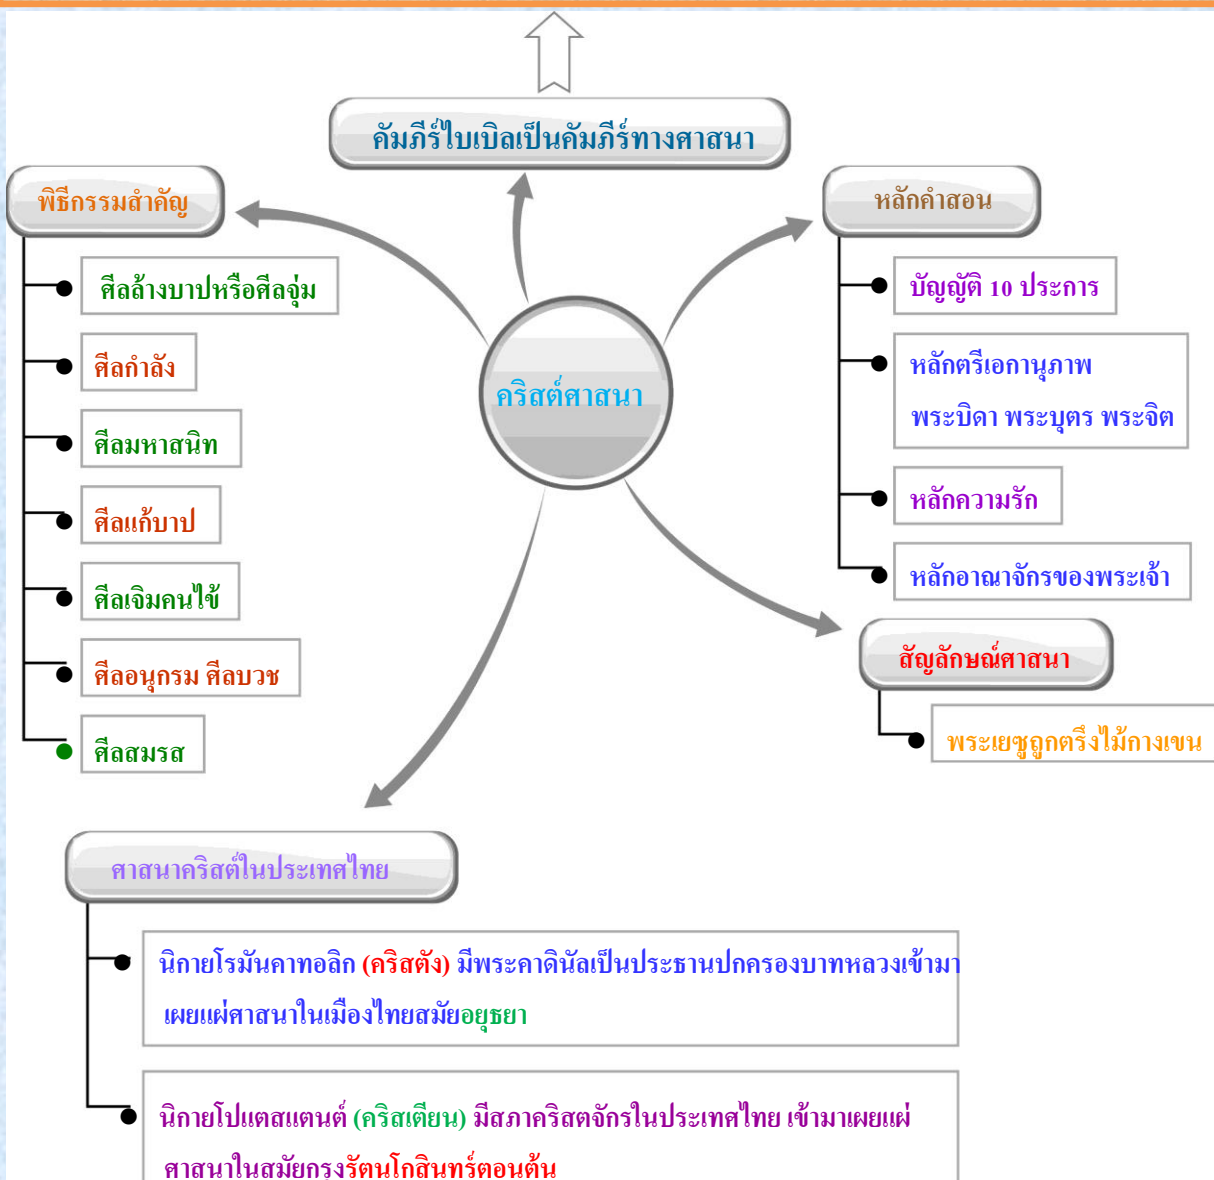 คัมภีร์ไบเบิลเป็นคัมภีร์ทางศาสนา
พิธีกรรมสำคัญ
ศีลล้างบาปหรือศีลจุ่ม
ศีลกำลัง
ศีลมหาสนิท
ศีลแก้บาป
ศีลเจิมคนไข้
ศีลอนุกรม ศีลบวช
ศีลสมรส
คริสต์ศาสนา
หลักคำสอน
บัญญัติ 10 ประการ
หลักตรีเอกานุภาพ
พระบิดา พระบุตร พระจิต
หลักความรัก
หลักอาณาจักรของพระเจ้า
สัญลักษณ์ศาสนา
พระเยซูถูกตรึงไม้กางเขน
ศาสนาคริสต์ในประเทศไทย
นิกายโรมันคาทอลิก (คริสตัง) มีพระคาดินัลเป็นประธานปกครองบาทหลวงเข้ามา
เผยแผ่ศาสนาในเมืองไทยสมัยอยุธยา
นิกายโปแตสแตนต์ (คริสเตียน) มีสภาคริสตจักรในประเทศไทย เข้ามาเผยแผ่
ศาสนาในสมัยกรุงรัตนโกสินทร์ตอนต้น